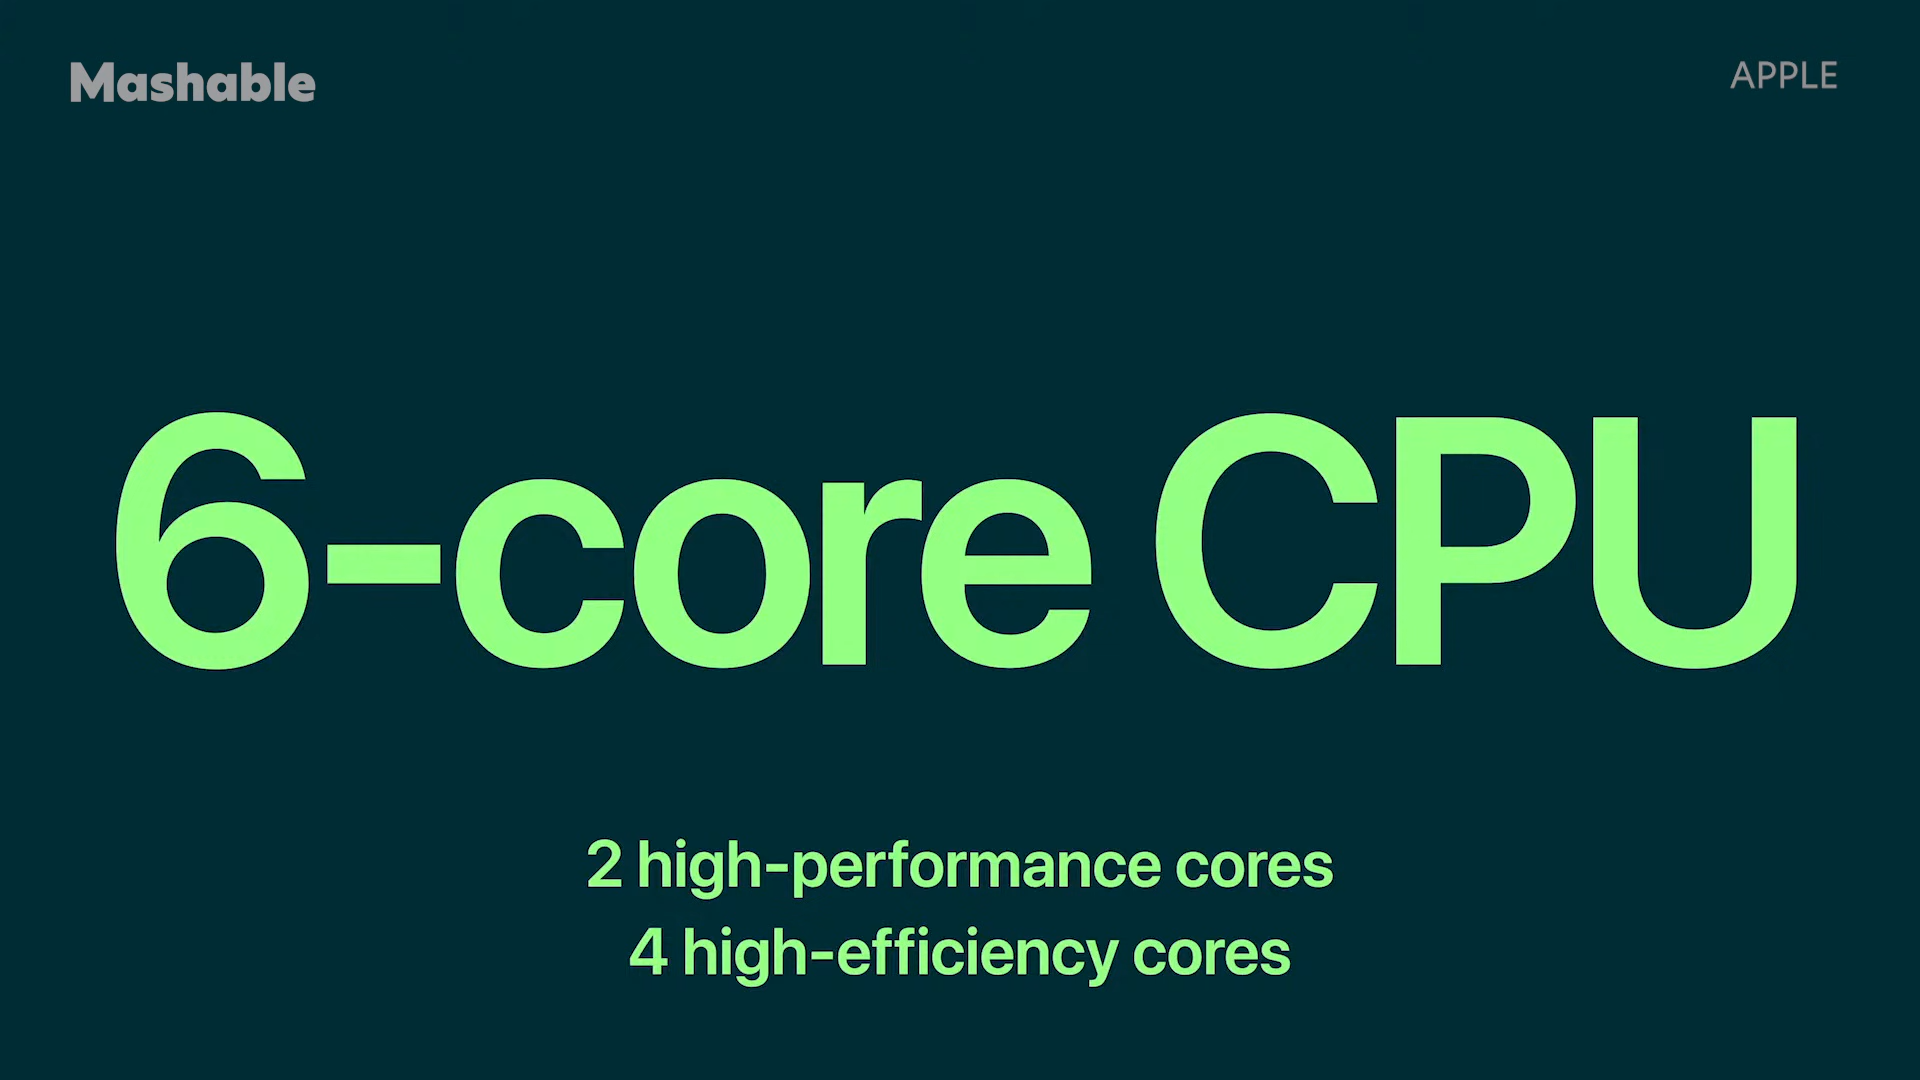 Mashable
APPLE
6-core CPU
2 high-performance cores
4 high-efficiency cores